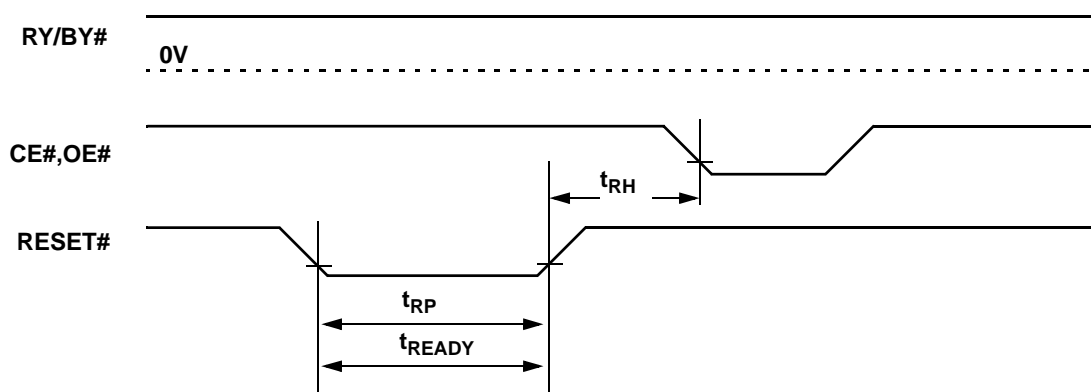 RY/BY#
0V
CE#,OE#
tRH
RESET#
tRP
tREADY